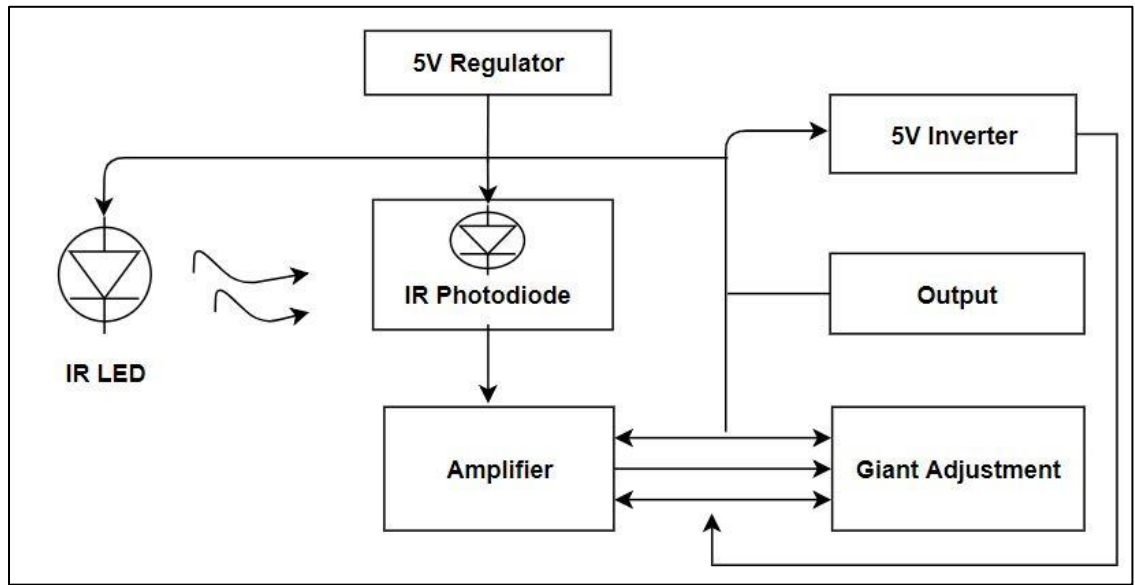 5V Regulator
5V Inverter
IR Photodiode
Output
IR LED
Amplifier
Giant Adjustment